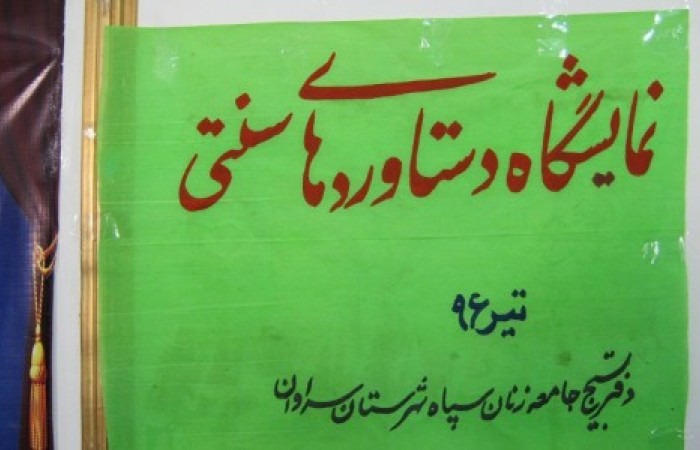 نمایشگاه دستاوردهای سنتی
تیر ۹۶
دفتر بسیج جامعه زنان سپاه شهرستان سراوان